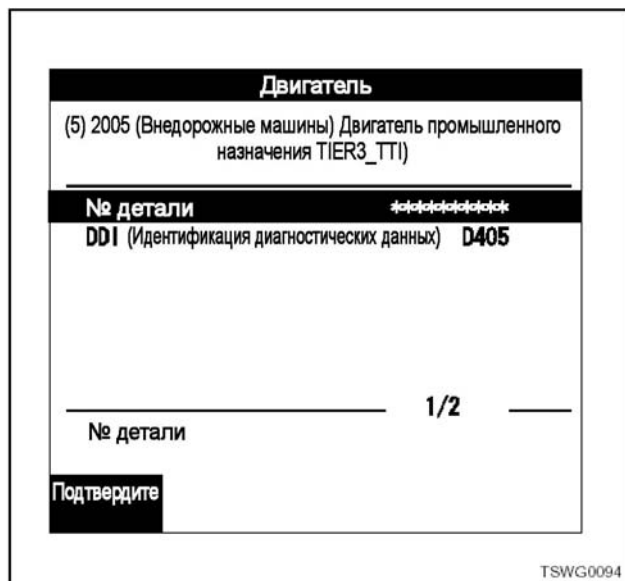 Двигатель
(5) 2005 (Внедорожные машины) Двигатель промышленного
назначения TIER3_TTI)
№ детали ***********
DDI (Идентификация диагностических данных) D405
1/2
№ детали
Подтвердите
TSWG0094